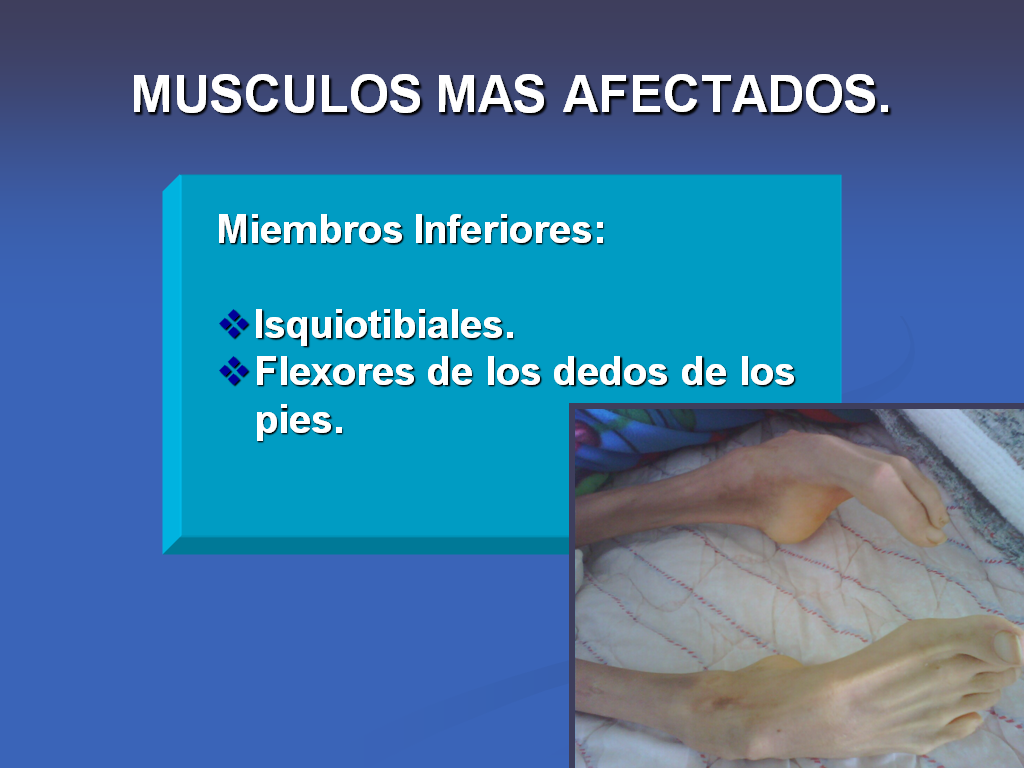 MUSCULOS MAS AFECTADOS.
Miembros Inferiores:
Isquiotibiales.
Flexores de los dedos de los
pies.